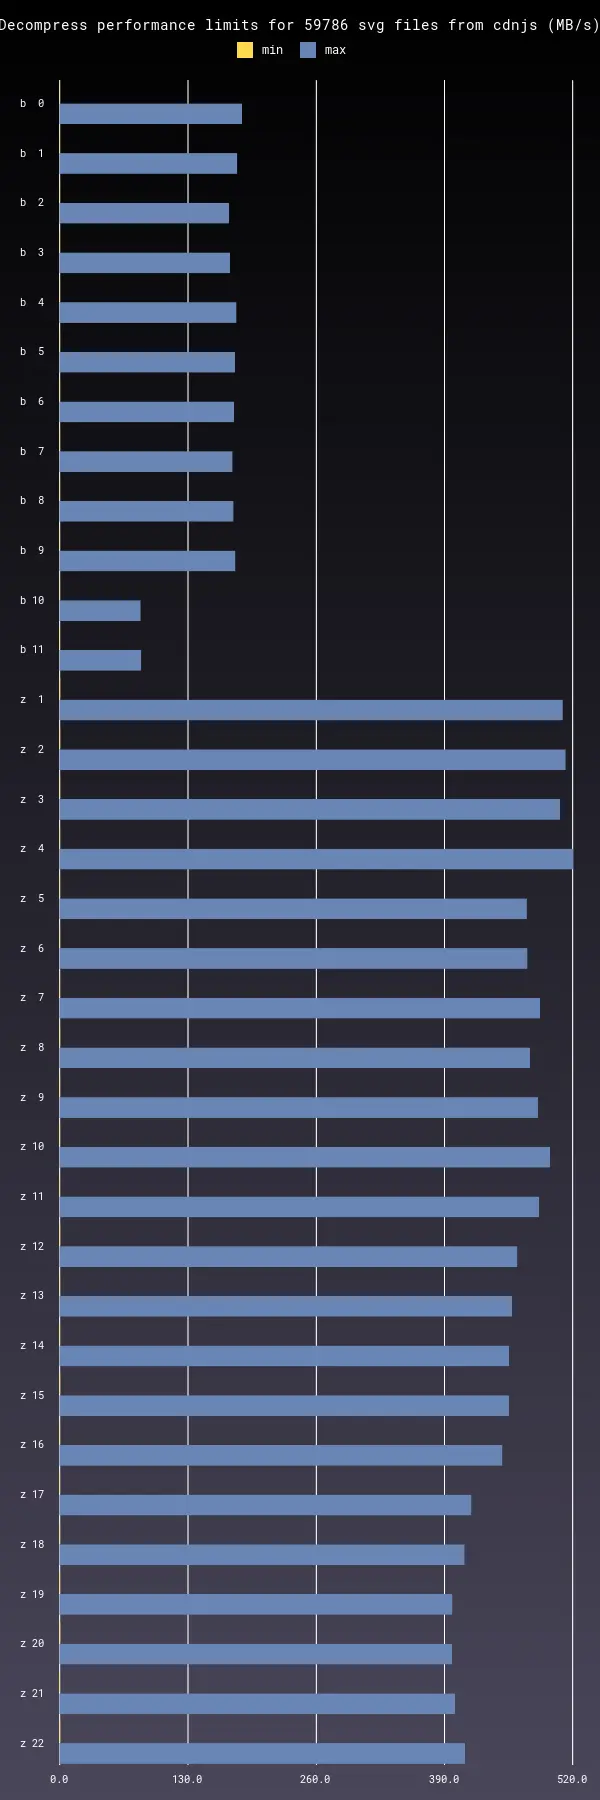 Decompress performance limits for 59786 svg files from cdnjs (MB/s)
min max
b 0
b 1
b 2
b 3
b 4
b 5
b 6
b 7
b 8
b 9
b 10
b 11
z 1
z 2
z 3
z 4
z 5
z 6
z 7
z 8
z 9
z 10
z 11
z 12
z 13
z 14
z 15
z 16
z 17
z 18
z 19
z 20
z 21
z 22
0.0 130.0 260.0 390.0 520.0